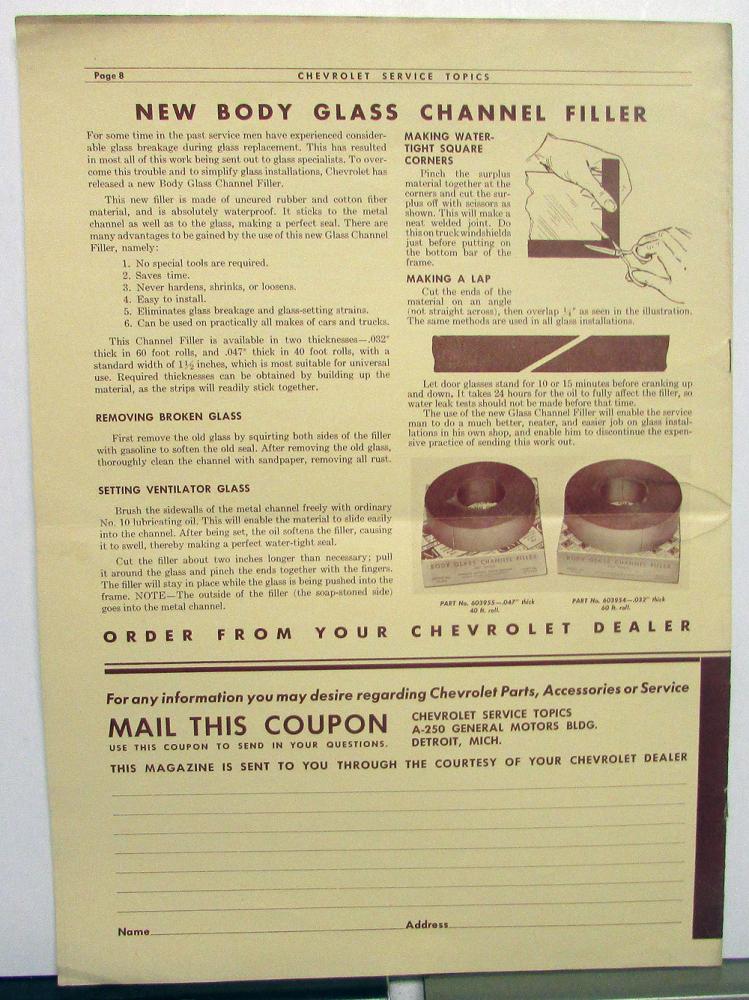 Page 8
CHEVROLET SERVICE TOPICS
NEW BODY GLASS CHANNEL FILLER
For some time in the past service men have experienced consider-
able glass breakage during glass replacement. This has resulted
in most all of this work being sent out to glass specialists. To over-
come this trouble and to simplify glass installations, Chevrolet has
released a new Body Glass Channel Filler.
This new filler is made of uncured rubber and cotton fiber
material, and is absolutely waterproof. It sticks to the metal
channel as well as to the glass, making a perfect seal. There are
many advantages to be gained by the use of this new Glass Channel
Filler, namely:
1. No special tools are required.
2. Saves time.
3. Never hardens, shrinks, or loosens.
4. Easy to install.
5. Eliminates glass breakage and glass-setting strains.
6. Can be used on practically all makes of cars and trucks.
This Channel Filler is available in two thicknesses—.032"
thick in 60 foot rolls, and .047" thick in 40 foot rolls, with a
standard width of 1½ inches, which is most suitable for universal
use. Required thicknesses can be obtained by building up the
material, as the strips will readily stick together.
REMOVING BROKEN GLASS
First remove the old glass by squirting both sides of the filler
with gasoline to soften the old seal. After removing the old glass,
thoroughly clean the channel with sandpaper, removing all rust.
SETTING VENTILATOR GLASS
Brush the sidewalls of the metal channel freely with ordinary
No. 10 lubricating oil. This will enable the material to slide easily
into the channel. After being set, the oil softens the filler, causing
it to swell, thereby making a perfect water-tight seal.
Cut the filler about two inches longer than necessary; pull
it around the glass and pinch the ends together with the fingers.
The filler will stay in place while the glass is being pushed into the
frame. NOTE—The outside of the filler (the soap-stoned side)
goes into the metal channel.
MAKING WATER-
TIGHT SQUARE
CORNERS
Pinch the surplus
material together at the
corners and cut the sur-
plus off with scissors as
shown. This will make a
neat welded joint. Do
this on truck windshields
just before putting on
the bottom bar of the
frame.
MAKING A LAP
Cut the ends of the
material on an angle
(not straight across), then overlap ¼" as seen in the illustration.
The same methods are used in all glass installations.
Let door glasses stand for 10 or 15 minutes before cranking up
and down. It takes 24 hours for the oil to fully affect the filler, so
water leak tests should not be made before that time.
The use of the new Glass Channel Filler will enable the service
man to do a much better, neater, and easier job on glass instal-
lations in his own shop, and enable him to discontinue the expen-
sive practice of sending this work out.
BODY GLASS CHANNEL FILLER
BODY GLASS CHANNEL FILLER
PART No. 603955—.047" thick
40 ft. roll.
PART No. 603954—.032" thick
60 ft. roll.
ORDER FROM YOUR CHEVROLET DEALER
For any information you may desire regarding Chevrolet Parts, Accessories or Service
MAIL THIS COUPON
USE THIS COUPON TO SEND IN YOUR QUESTIONS.
CHEVROLET SERVICE TOPICS
A-250 GENERAL MOTORS BLDG.
DETROIT, MICH.
THIS MAGAZINE IS SENT TO YOU THROUGH THE COURTESY OF YOUR CHEVROLET DEALER
Name
Address